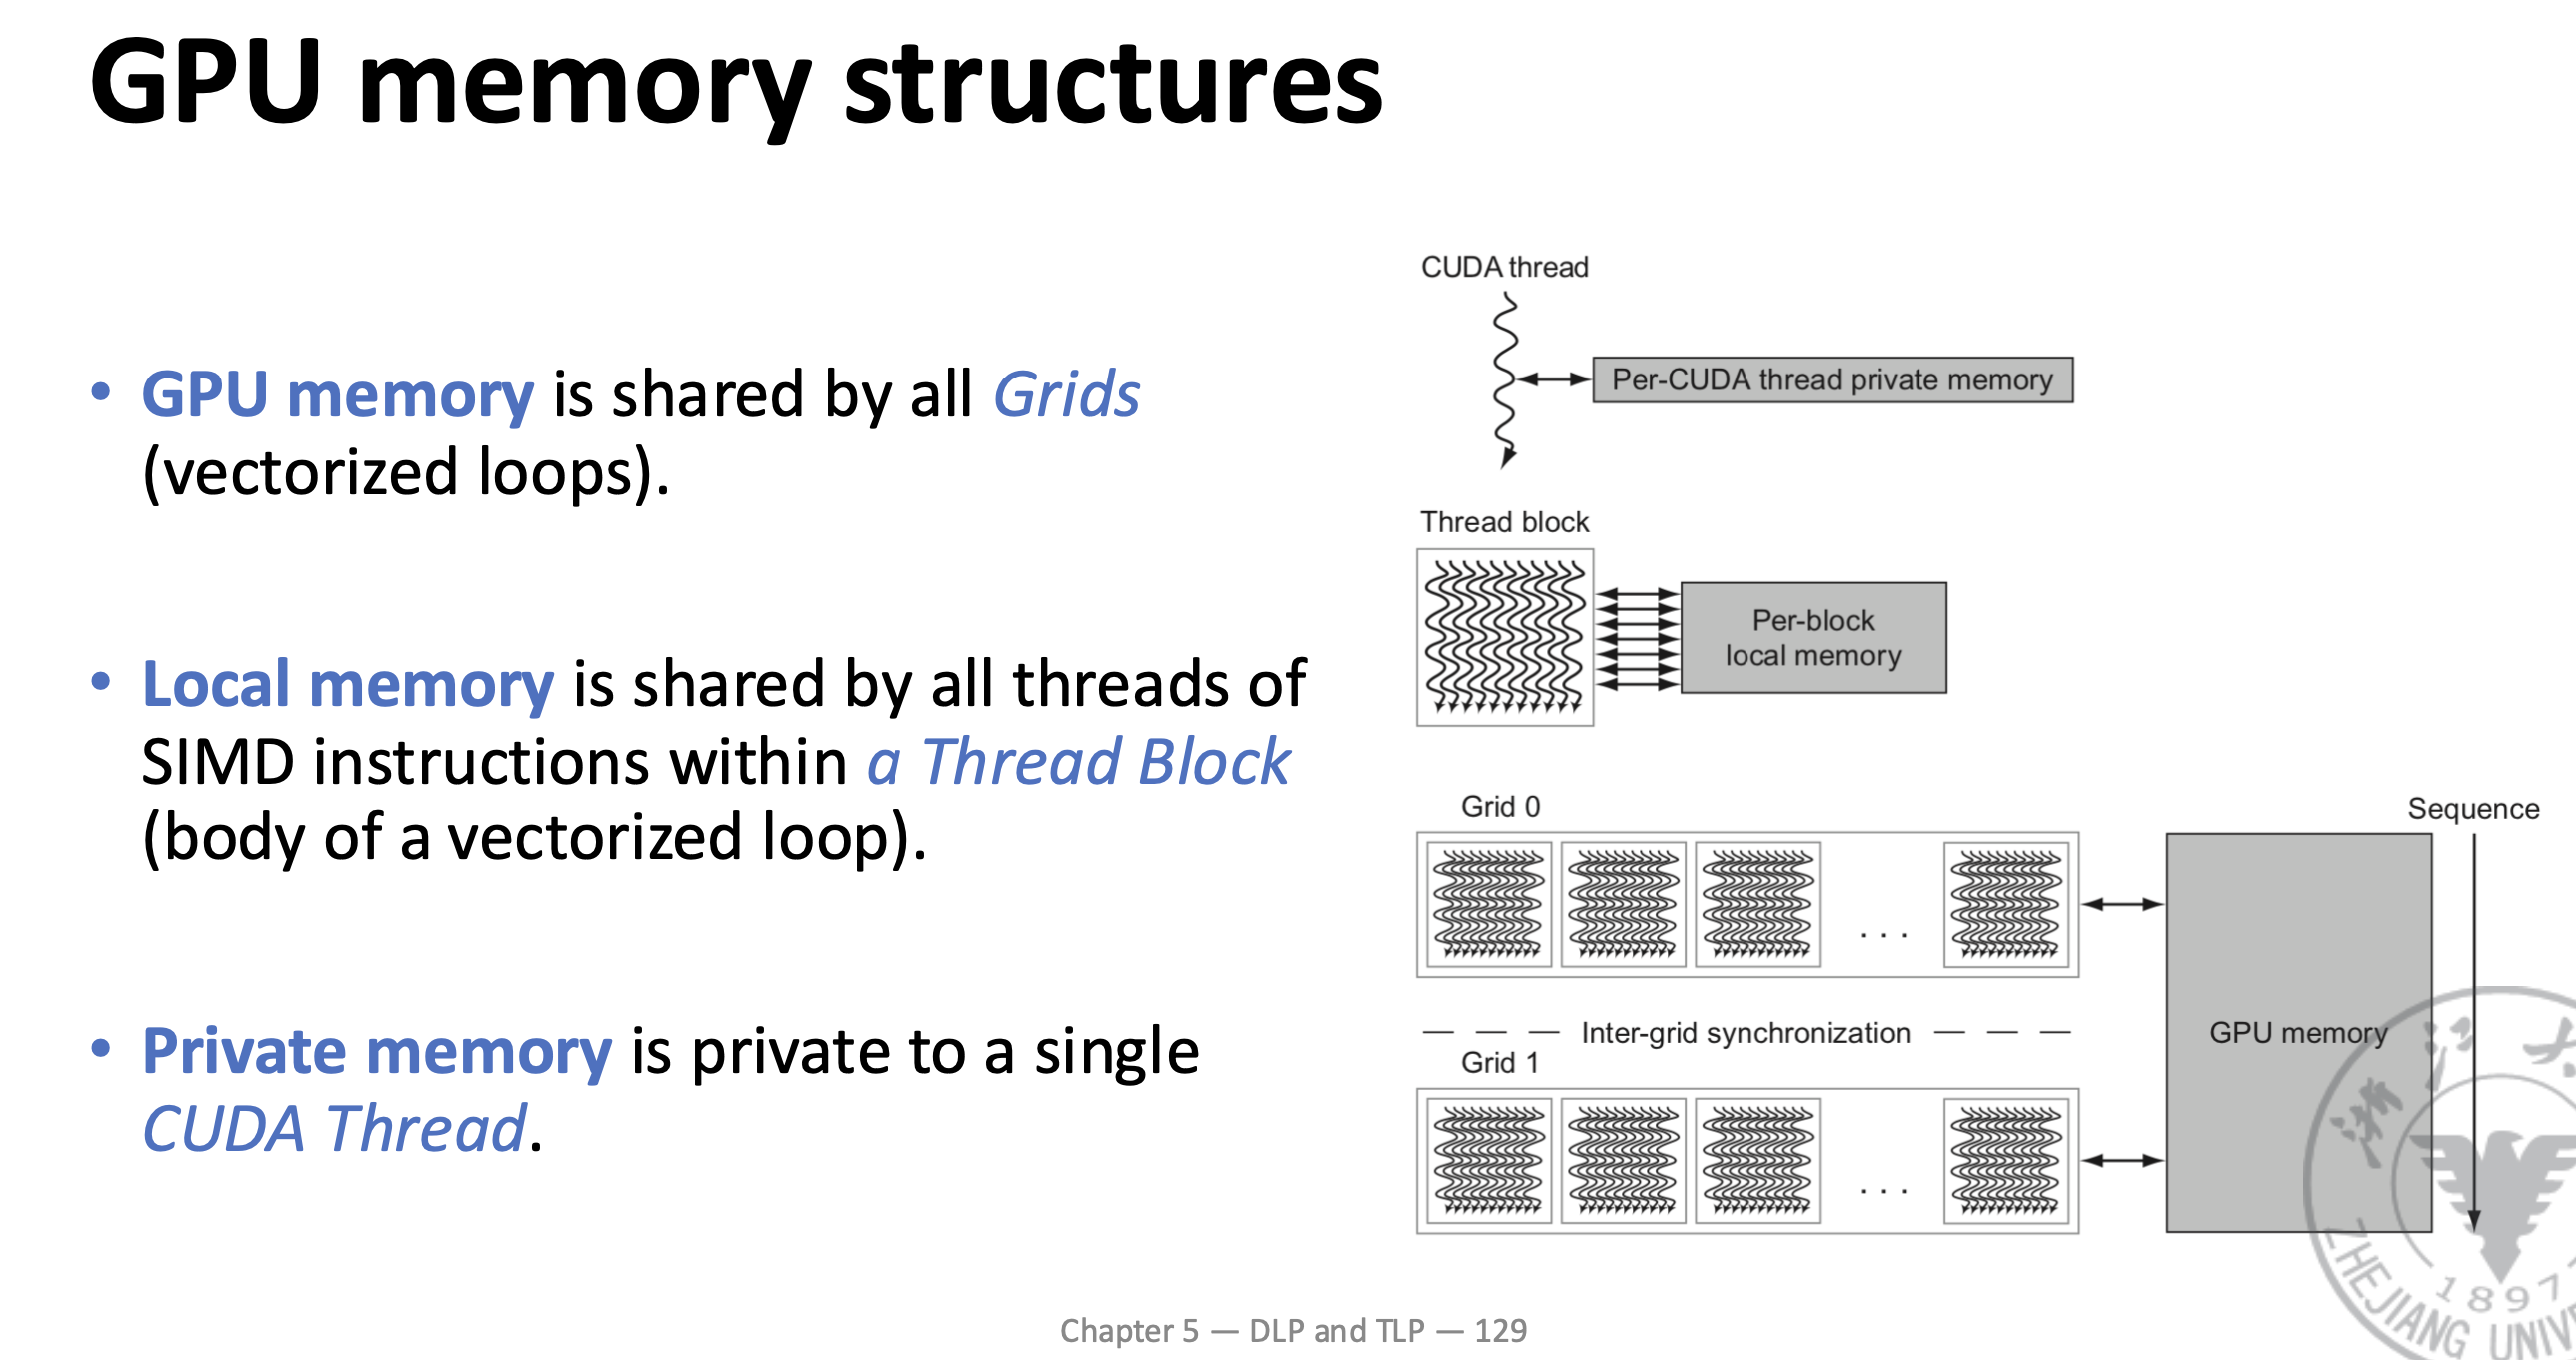 GPU memory structures
• GPU memory is shared by all Grids
(vectorized loops).
• Local memory is shared by all threads of
SIMD instructions within a Thread Block
(body of a vectorized loop).
• Private memory is private to a single
CUDA Thread.
CUDA thread
Per-CUDA thread private memory
Thread block
Per-block
local memory
Grid 0
. . .
Sequence
Inter-grid synchronization
GPU memory
Grid 1
. . .
Chapter 5 — DLP and TLP — 129
浙 江 大
1897
ZHEJIANG UNIV